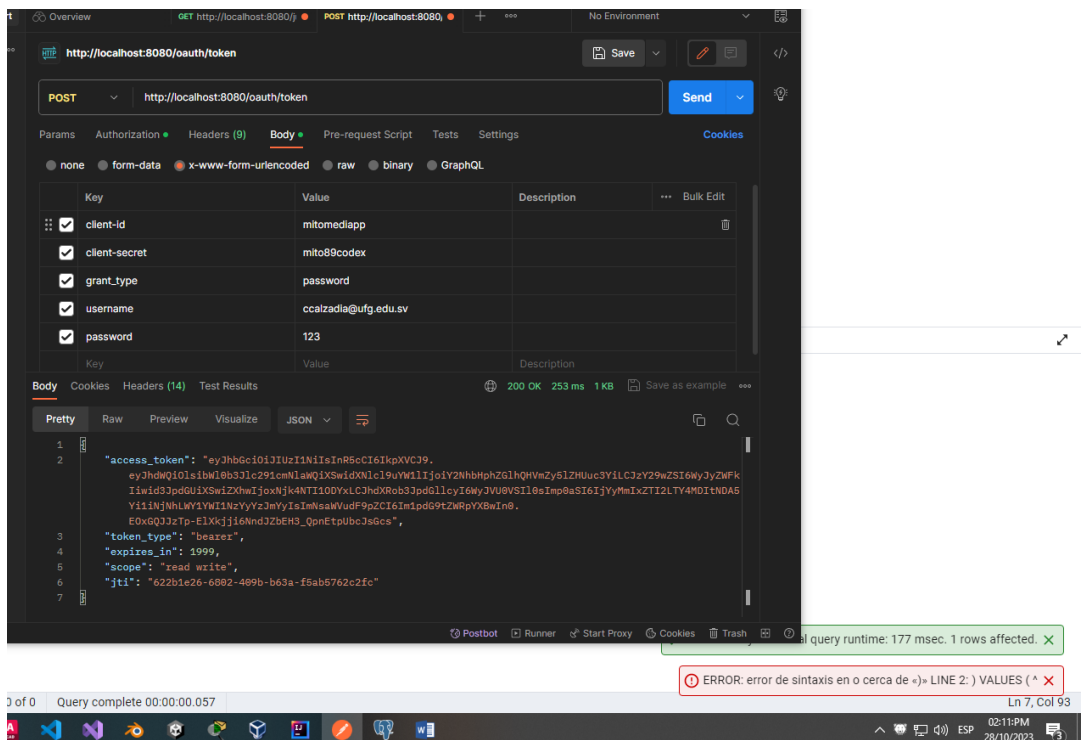 Overview GET http://localhost:8080/j POST http://localhost:8080/ No Environment
HTTP http://localhost:8080/oauth/token Save
POST http://localhost:8080/oauth/token Send
Params Authorization Headers (9) Body Pre-request Script Tests Settings Cookies
none form-data x-www-form-urlencoded raw binary GraphQL
Key Value Description Bulk Edit
client-id mitomediapp
client-secret mito89codex
grant_type password
username ccalzadia@ufg.edu.sv
password 123
Key Value Description
Body Cookies Headers (14) Test Results 200 OK 253 ms 1 KB Save as example
Pretty Raw Preview Visualize JSON
1 {
2 "access_token": "eyJhbGciOiJIUzI1NiIsInR5cCI6IkpXVCJ9.
3 "token_type": "bearer",
4 "expires_in": 1999,
5 "scope": "read write",
6 "jti": "622b1e26-6002-409b-b63a-f5ab5762c2fc"
7 }
Postbot Runner Start Proxy Cookies Trash
al query runtime: 177 msec. 1 rows affected.
ERROR: error de sintaxis en o cerca de «)» LINE 2: ) VALUES ( ^
0 of 0 Query complete 00:00:00.057 Ln 7, Col 93
ESP 02:11:PM
28/10/2023